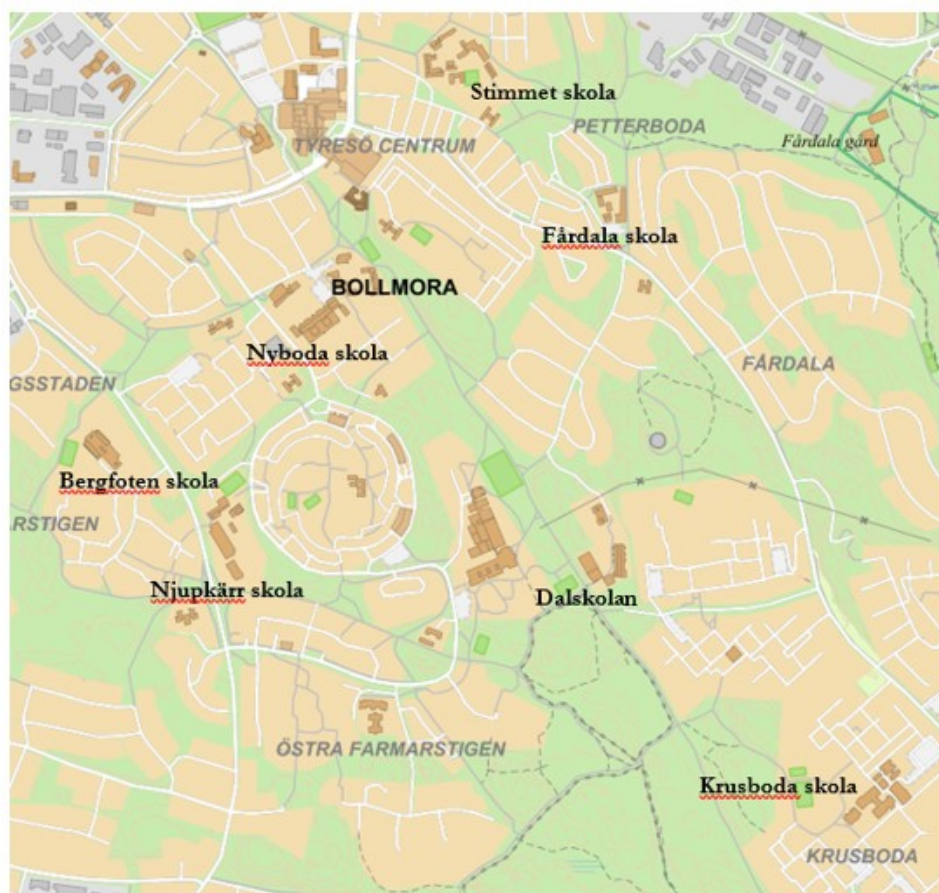 Stimmet skola
PETTERBODA
TYRESÖ CENTRUM
Fårdala gård
Fårdala skola
BOLLMORA
Nyboda skola
FÅRDALA
GSSTADEN
Bergfoten skola
ARSTIGEN
Njupkärr skola
Dalskolan
ÖSTRA FARMARSTIGEN
Krusboda skola
KRUSBODA